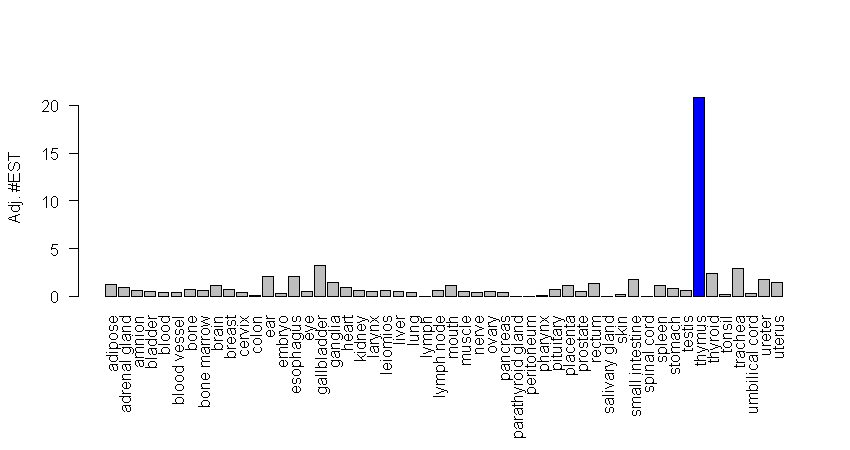 Adj. #EST
20
15
10
5
0
adipose
adrenal gland
amnion
bladder
blood
blood vessel
bone
bone marrow
brain
breast
cervix
colon
ear
embryo
esophagus
eye
gallbladder
ganglia
heart
kidney
larynx
leiomios
liver
lung
lymph
lymph node
mouth
muscle
nerve
ovary
pancreas
parathyroid gland
peritoneum
pharynx
pituitary
placenta
prostate
rectum
salivary gland
skin
small intestine
spinal cord
spleen
stomach
testis
thymus
thyroid
tonsil
trachea
umbilical cord
ureter
uterus